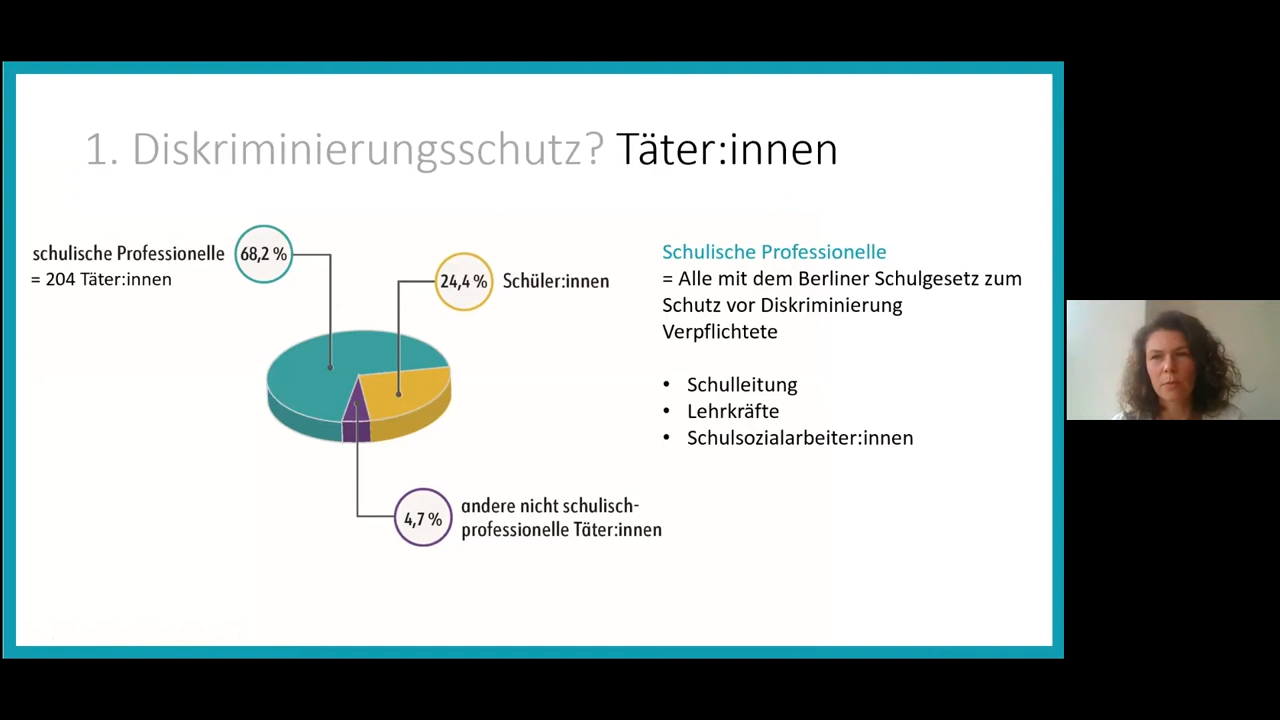 1. Diskriminierungsschutz? Täter:innen
schulische Professionelle
= 204 Täter:innen
68,2 %
24,4 %
Schüler:innen
4,7 %
andere nicht schulisch-
professionelle Täter:innen
Schulische Professionelle
= Alle mit dem Berliner Schulgesetz zum
Schutz vor Diskriminierung
Verpflichtete
• Schulleitung
• Lehrkräfte
• Schulsozialarbeiter:innen